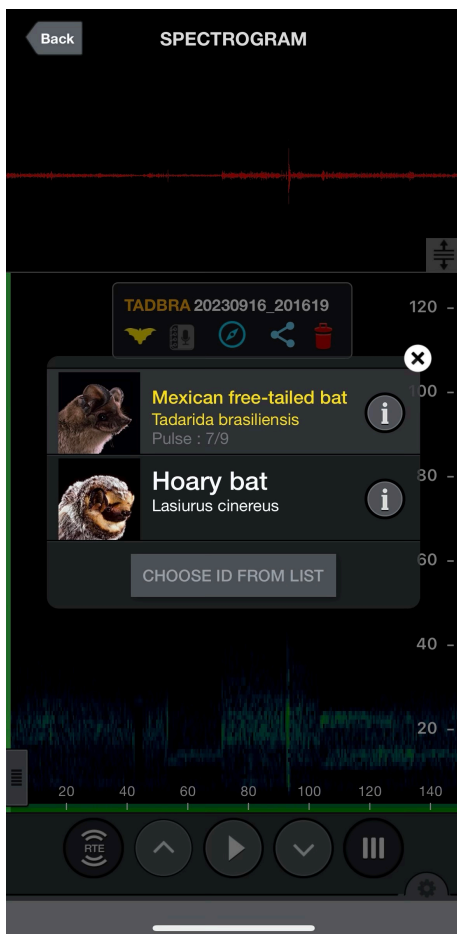 Back
SPECTROGRAM
TADBRA 20230916_201619
120
Mexican free-tailed bat
Tadarida brasiliensis
Pulse : 7/9
i
00
Hoary bat
Lasiurus cinereus
i
80
CHOOSE ID FROM LIST
60
40
20
20 40 60 80 100 120 140
RTE